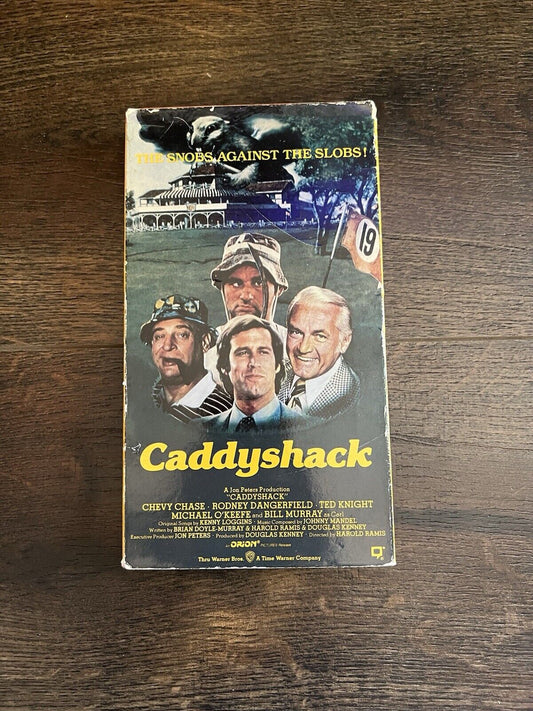 THE SNOBS AGAINST THE SLOBS!
19
Caddyshack
A Jon Peters Production
"CADDYSHACK"
CHEVY CHASE · RODNEY DANGERFIELD · TED KNIGHT
MICHAEL O'KEEFE and BILL MURRAY as Carl
Original Songs by KENNY LOGGINS · Music Composed by JOHNNY MANDEL
Written by BRIAN DOYLE-MURRAY & HAROLD RAMIS & DOUGLAS KENNEY
Executive Producer JON PETERS · Produced by DOUGLAS KENNEY · Directed by HAROLD RAMIS
an ORION PICTURES Release
Thru Warner Bros. A Time Warner Company